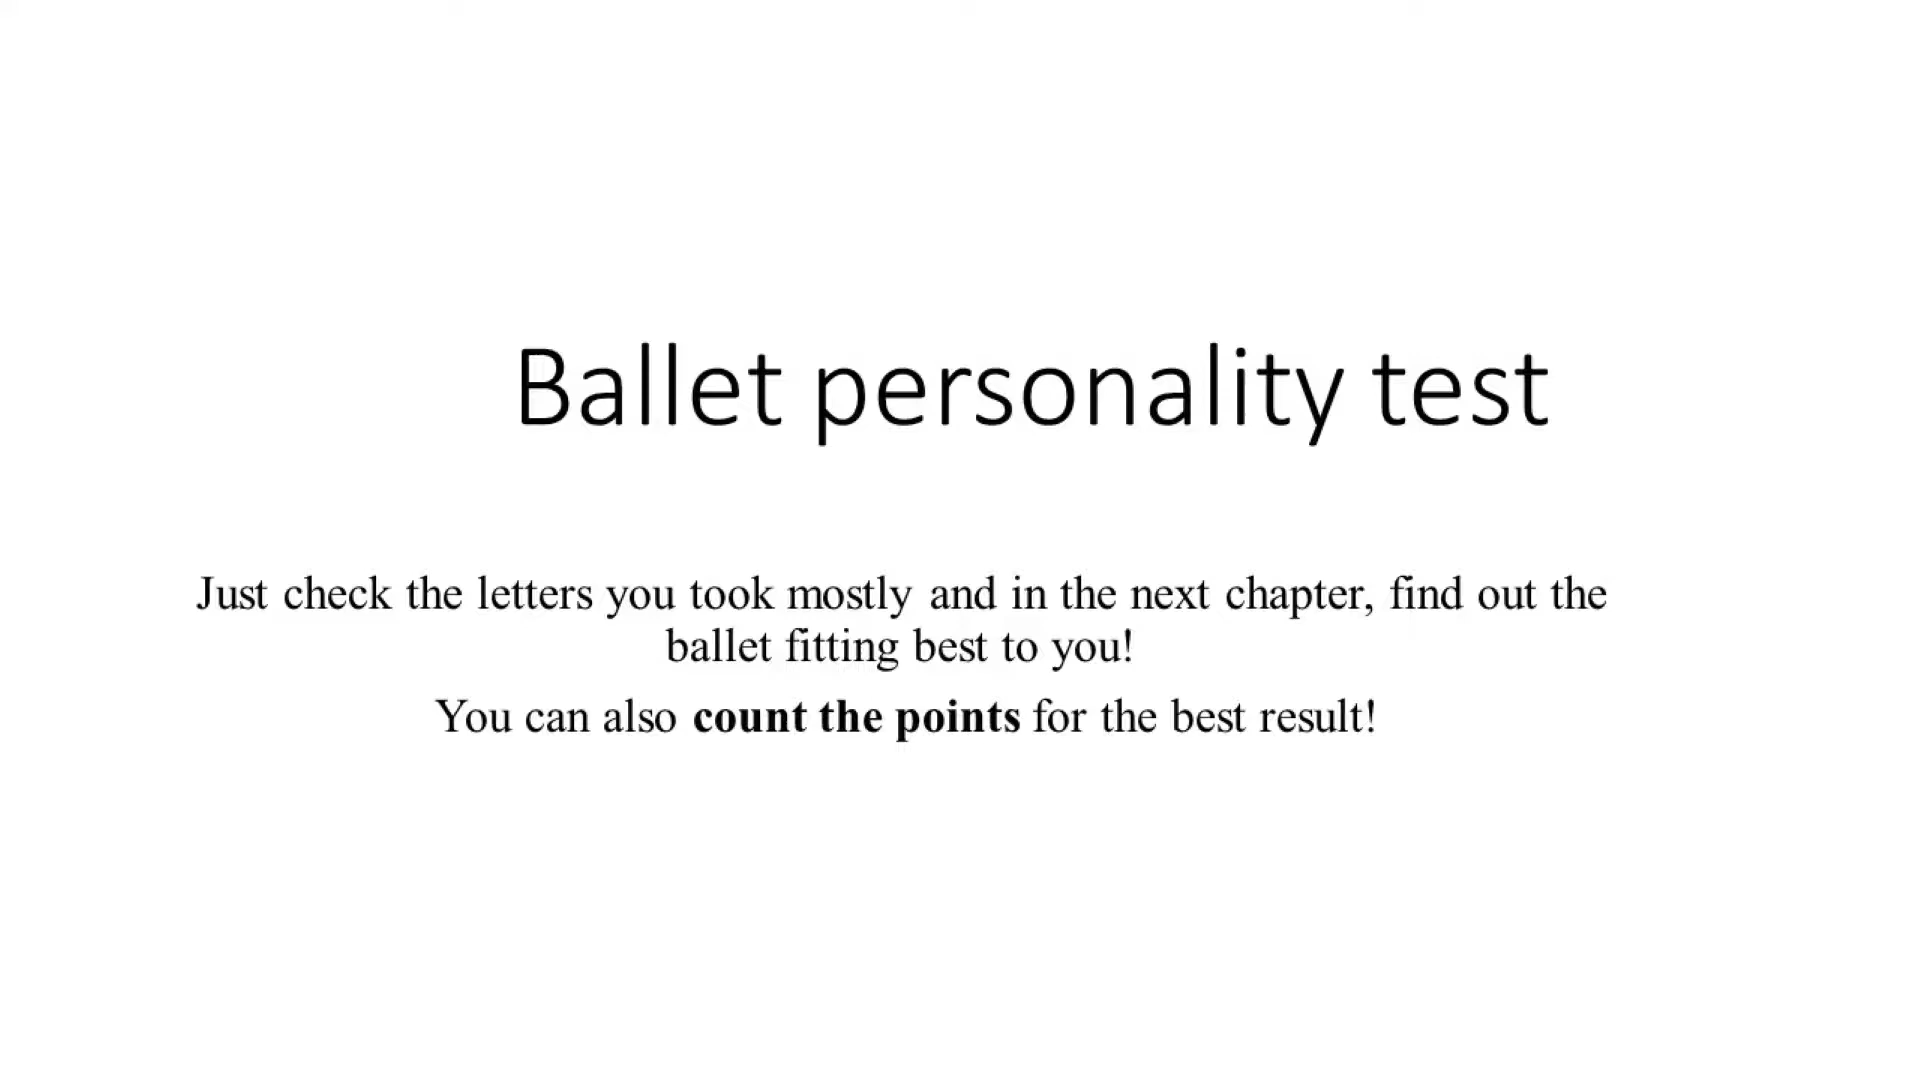 Ballet personality test
Just check the letters you took mostly and in the next chapter, find out the
ballet fitting best to you!
You can also count the points for the best result!